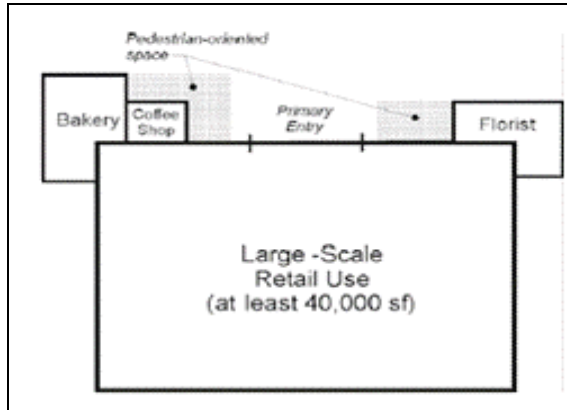 Pedestrian-oriented
space
Bakery
Coffee
Shop
Primary
Entry
Florist
Large -Scale
Retail Use
(at least 40,000 sf)